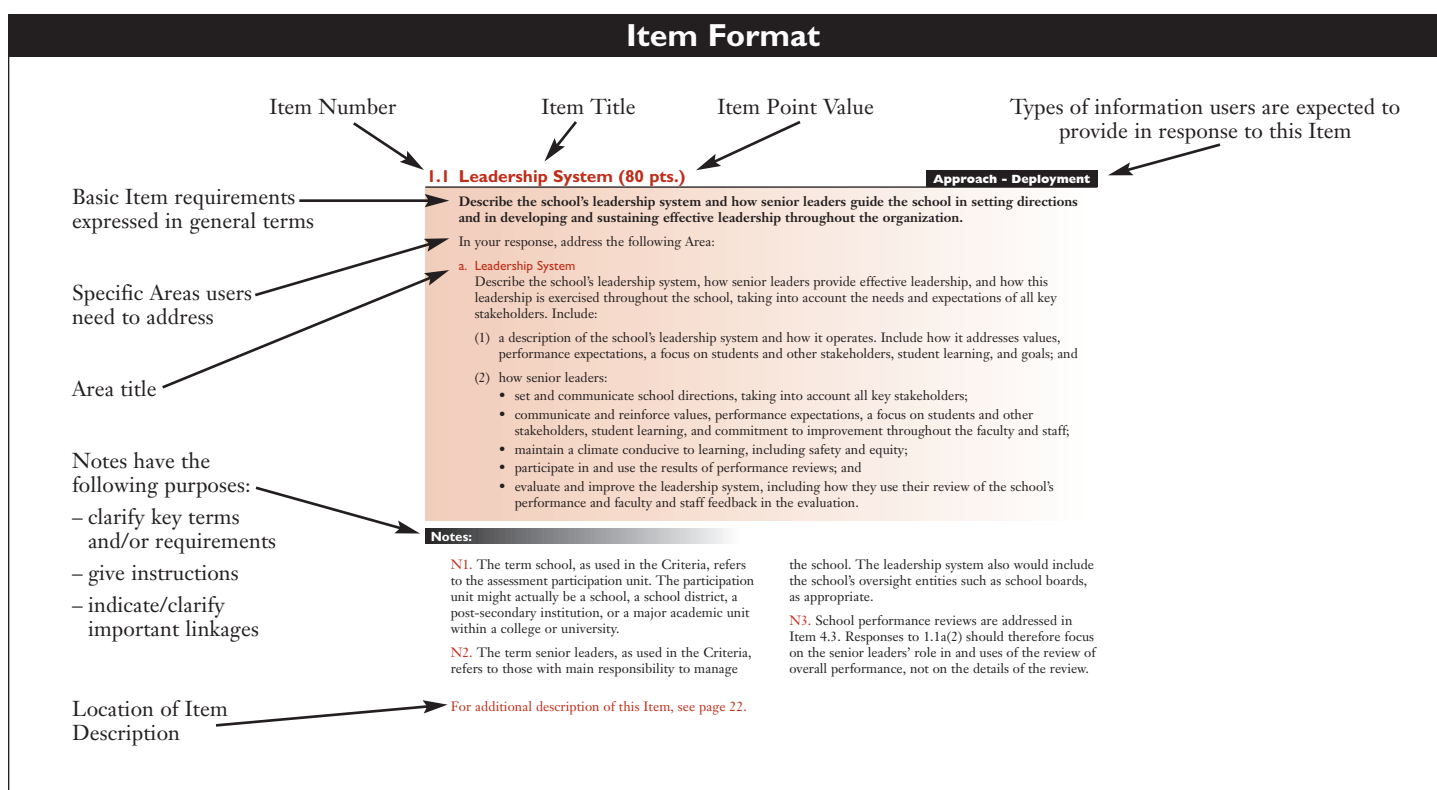 Item Format
Item Number
Item Title
Item Point Value
Types of information users are expected to
provide in response to this Item
1.1 Leadership System (80 pts.)
Approach - Deployment
Basic Item requirements
expressed in general terms
Describe the school's leadership system and how senior leaders guide the school in setting directions
and in developing and sustaining effective leadership throughout the organization.
Specific Areas users
need to address
In your response, address the following Area:
Area title
a. Leadership System
Describe the school's leadership system, how senior leaders provide effective leadership, and how this
leadership is exercised throughout the school, taking into account the needs and expectations of all key
stakeholders. Include:
(1) a description of the school's leadership system and how it operates. Include how it addresses values,
performance expectations, a focus on students and other stakeholders, student learning, and goals; and
(2) how senior leaders:
• set and communicate school directions, taking into account all key stakeholders;
• communicate and reinforce values, performance expectations, a focus on students and other
stakeholders, student learning, and commitment to improvement throughout the faculty and staff;
• maintain a climate conducive to learning, including safety and equity;
• participate in and use the results of performance reviews; and
• evaluate and improve the leadership system, including how they use their review of the school's
performance and faculty and staff feedback in the evaluation.
Notes have the
following purposes:
– clarify key terms
and/or requirements
– give instructions
– indicate/clarify
important linkages
Notes:
N1. The term school, as used in the Criteria, refers
to the assessment participation unit. The participation
unit might actually be a school, a school district, a
post-secondary institution, or a major academic unit
within a college or university.
N2. The term senior leaders, as used in the Criteria,
refers to those with main responsibility to manage
the school. The leadership system also would include
the school's oversight entities such as school boards,
as appropriate.
N3. School performance reviews are addressed in
Item 4.3. Responses to 1.1a(2) should therefore focus
on the senior leaders' role in and uses of the review of
overall performance, not on the details of the review.
Location of Item
Description
For additional description of this Item, see page 22.